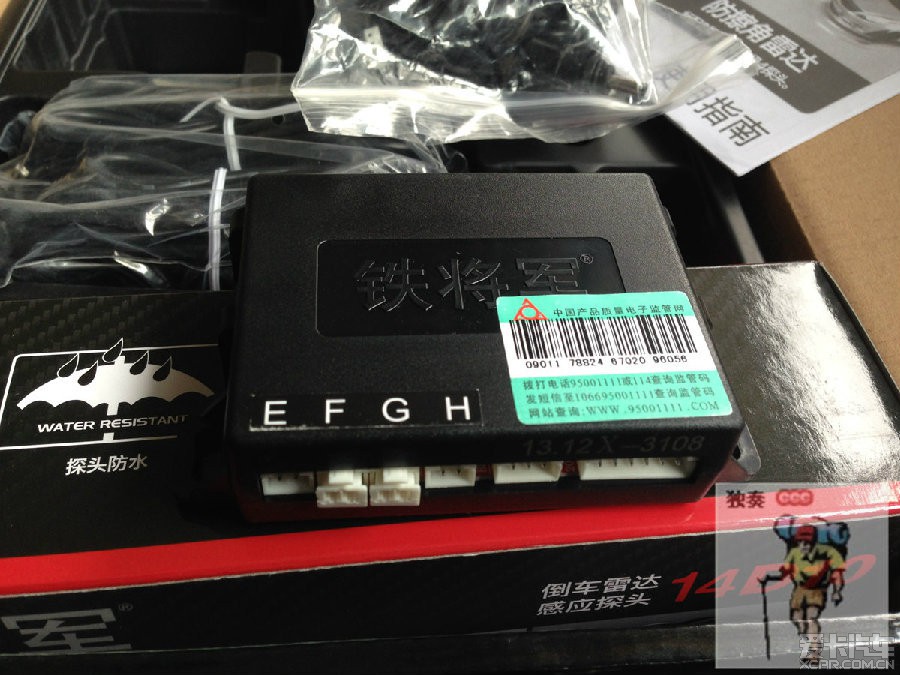 防撞角雷达
使用指南
铁将军®
中国产品质量电子监管网
09011 78824 67020 96056
拨打电话95001111或114查询监管码
发短信至106695001111查询监管码
网站查询:WWW.95001111.COM
E F G H
13.12X-3108
WATER RESISTANT
探头防水
倒车雷达
感应探头
军®
独奏
爱卡汽车
XCAR.COM.CN